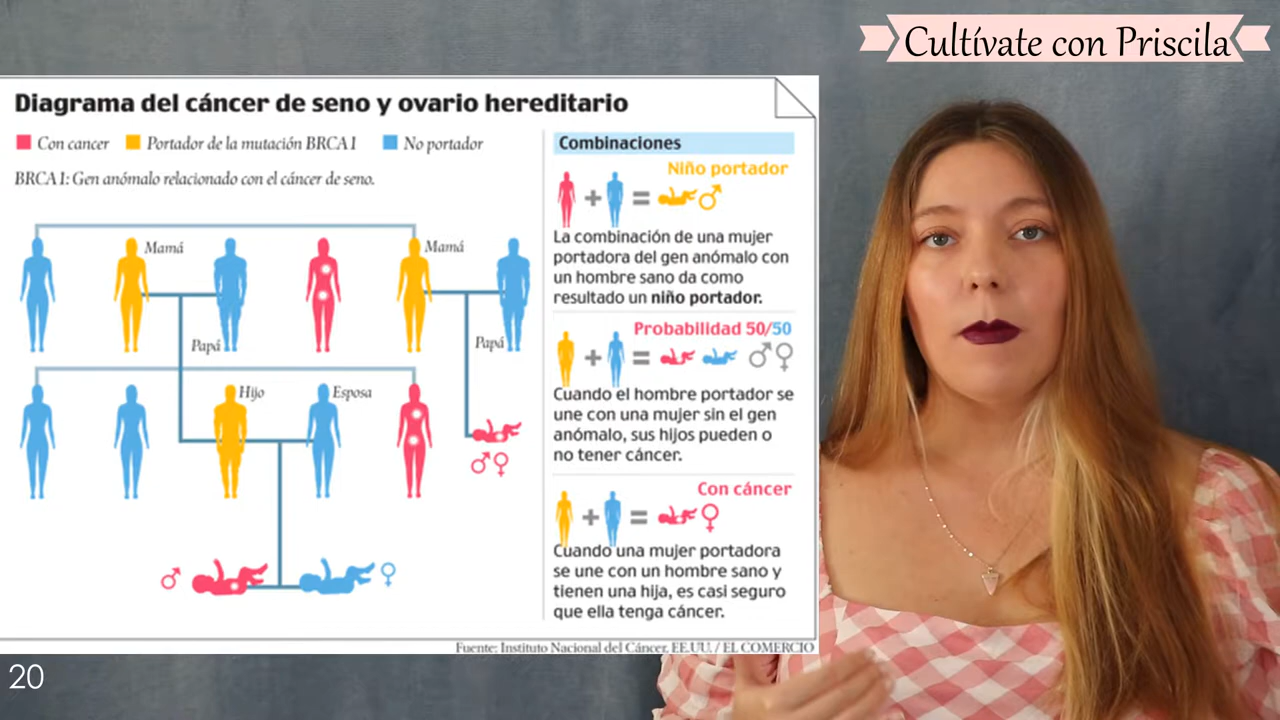 Cultívate con Priscila
Diagrama del cáncer de seno y ovario hereditario
Con cancer
Portador de la mutación BRCA1
No portador
BRCA1: Gen anómalo relacionado con el cáncer de seno.
Mamá
Mamá
Papá
Papá
Hijo
Esposa
Combinaciones
Niño portador
La combinación de una mujer
portadora del gen anómalo con
un hombre sano da como
resultado un niño portador.
Probabilidad 50/50
Cuando el hombre portador se
une con una mujer sin el gen
anómalo, sus hijos pueden o
no tener cáncer.
Con cáncer
Cuando una mujer portadora
se une con un hombre sano y
tienen una hija, es casi seguro
que ella tenga cáncer.
Fuente: Instituto Nacional del Cáncer. EE.UU. / EL COMERCIO
20